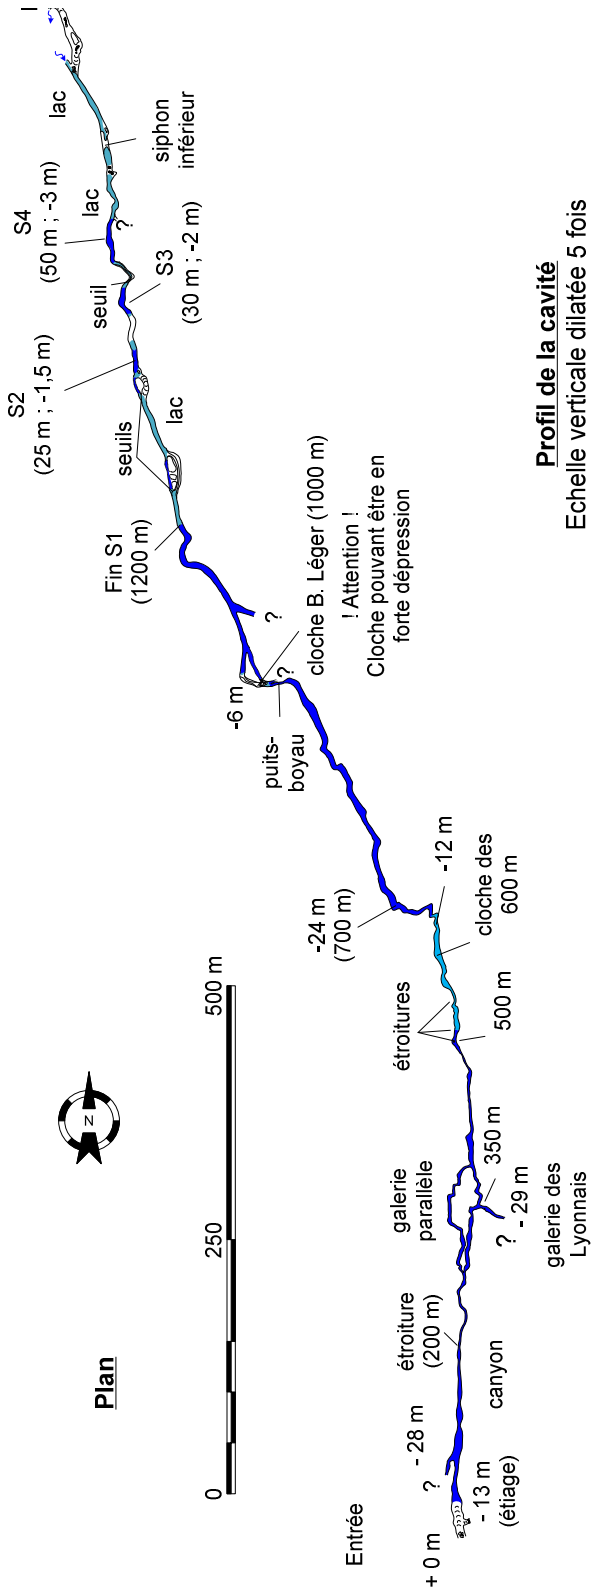 Plan
0
250
500 m
N
Entrée
+ 0 m
- 13 m
(étiage)
?
- 28 m
canyon
étroiture
(200 m)
galerie
parallèle
?
- 29 m
galerie des
Lyonnais
350 m
étroitures
500 m
cloche des
600 m
-12 m
-24 m
(700 m)
puits-
boyau
-6 m
?
cloche B. Léger (1000 m)
! Attention !
Cloche pouvant être en
forte dépression
?
Fin S1
(1200 m)
seuils
lac
S2
(25 m ; -1,5 m)
seuil
S3
(30 m ; -2 m)
S4
(50 m ; -3 m)
?
lac
siphon
inférieur
lac
Profil de la cavité
Echelle verticale dilatée 5 fois